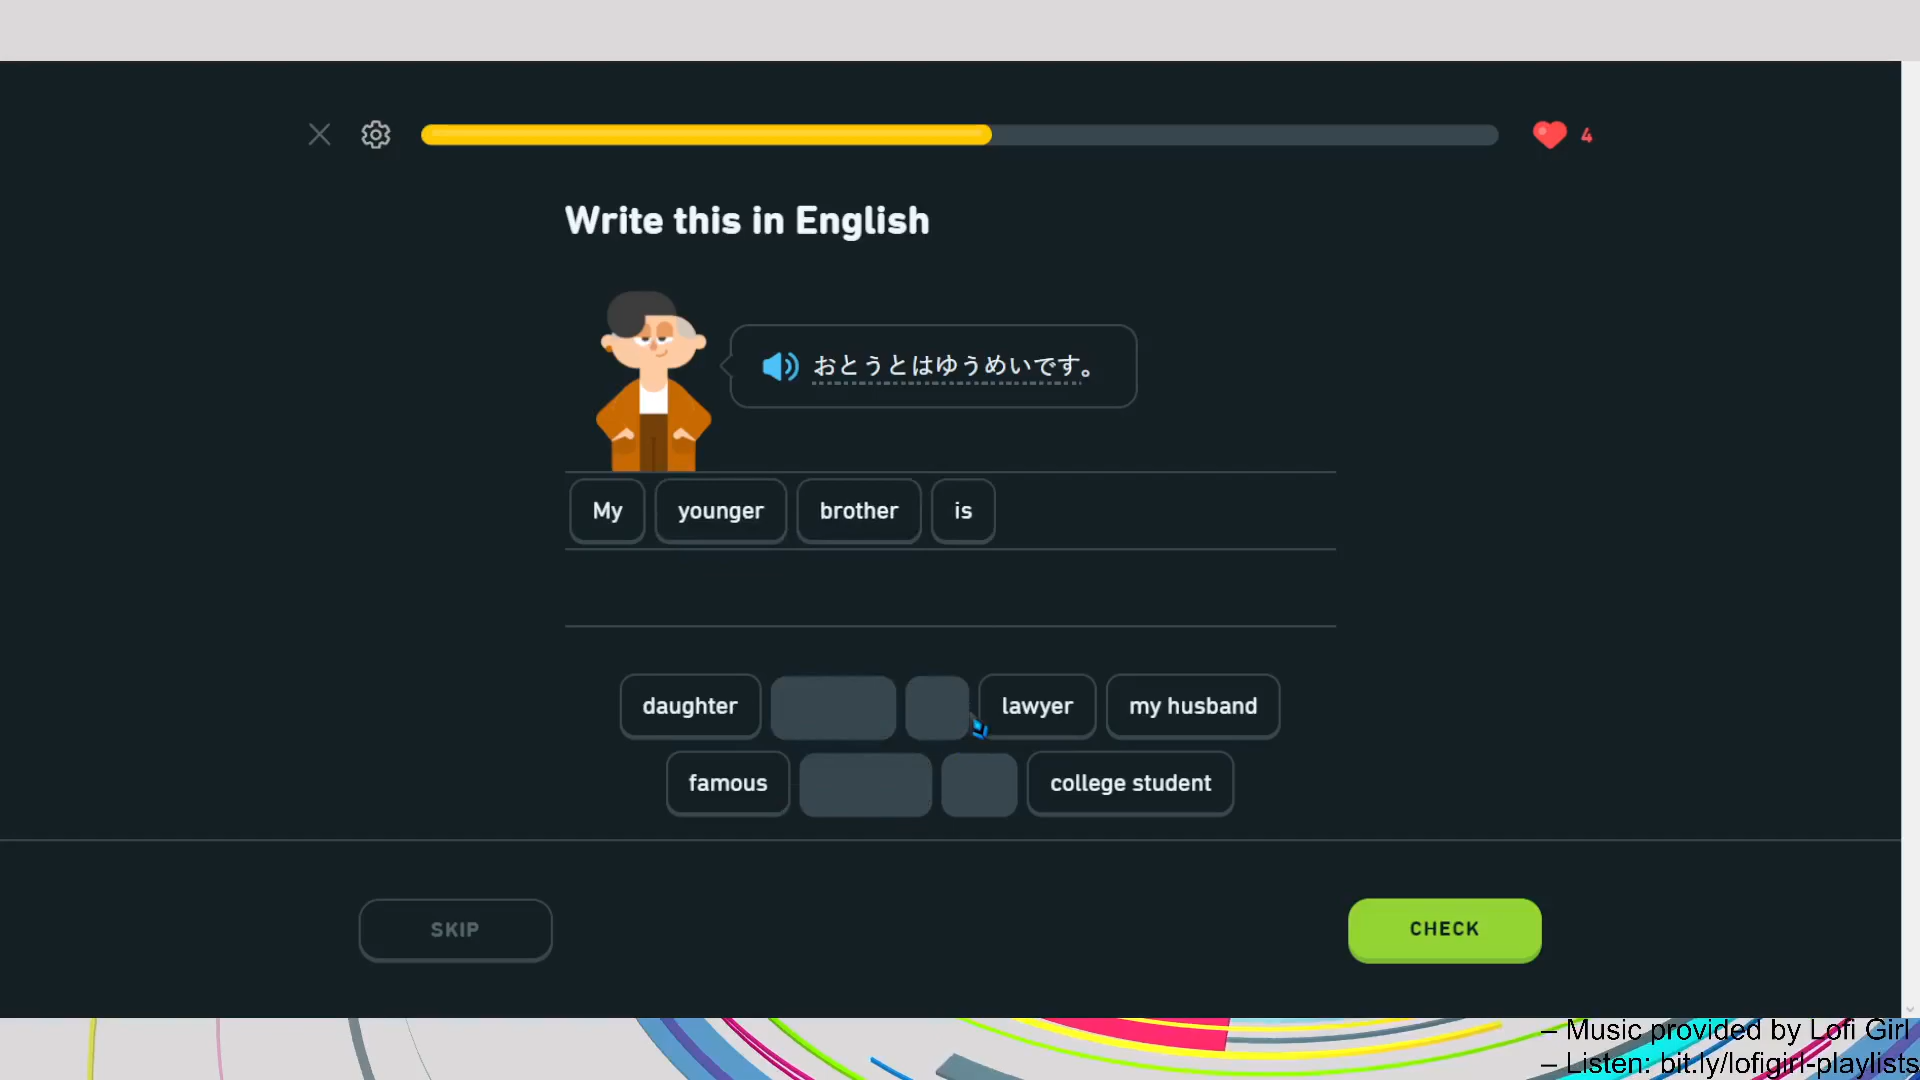 4
Write this in English
おとうとはゆうめいです。
My younger brother is
daughter lawyer my husband
famous college student
SKIP CHECK
– Music provided by Lofi Girl
– Listen: bit.ly/lofigirl-playlists